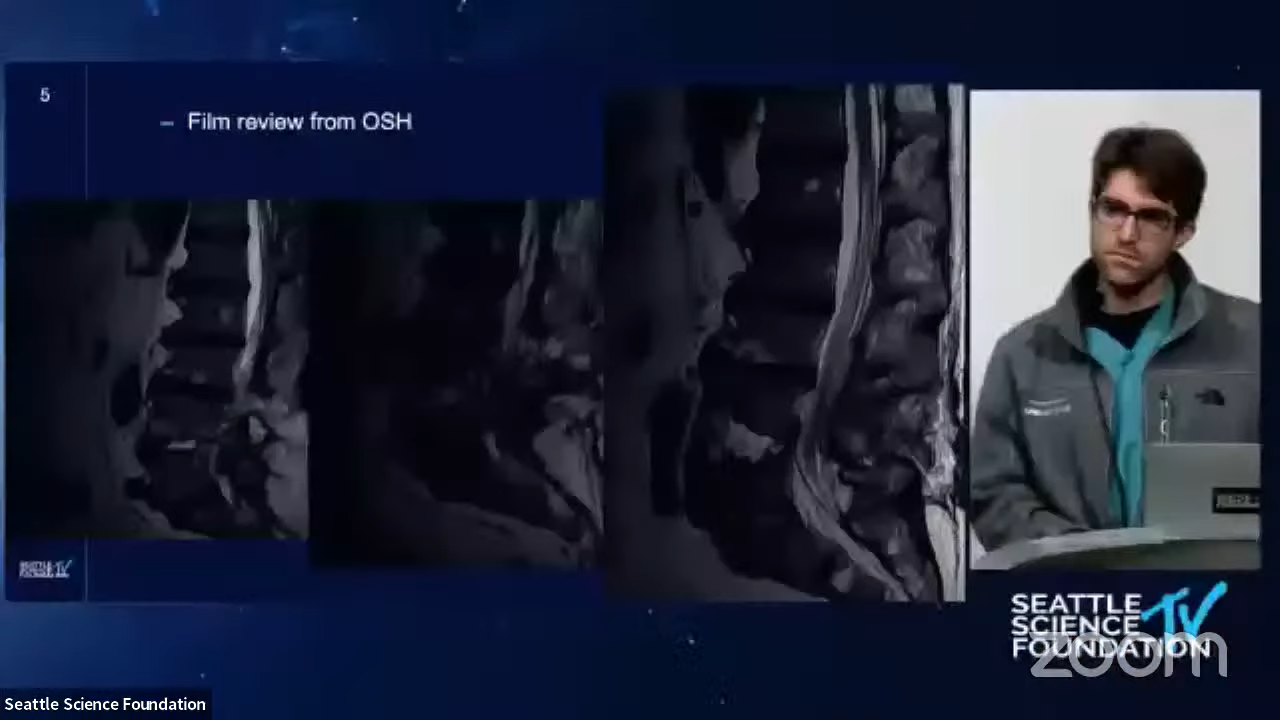 5
– Film review from OSH
SEATTLE
SCIENCE
FOUNDATION
TV
zoom
Seattle Science Foundation